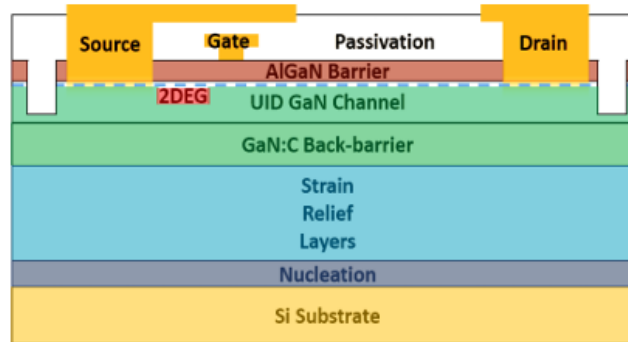 Source
Gate
Passivation
Drain
AlGaN Barrier
2DEG
UID GaN Channel
GaN:C Back-barrier
Strain
Relief
Layers
Nucleation
Si Substrate